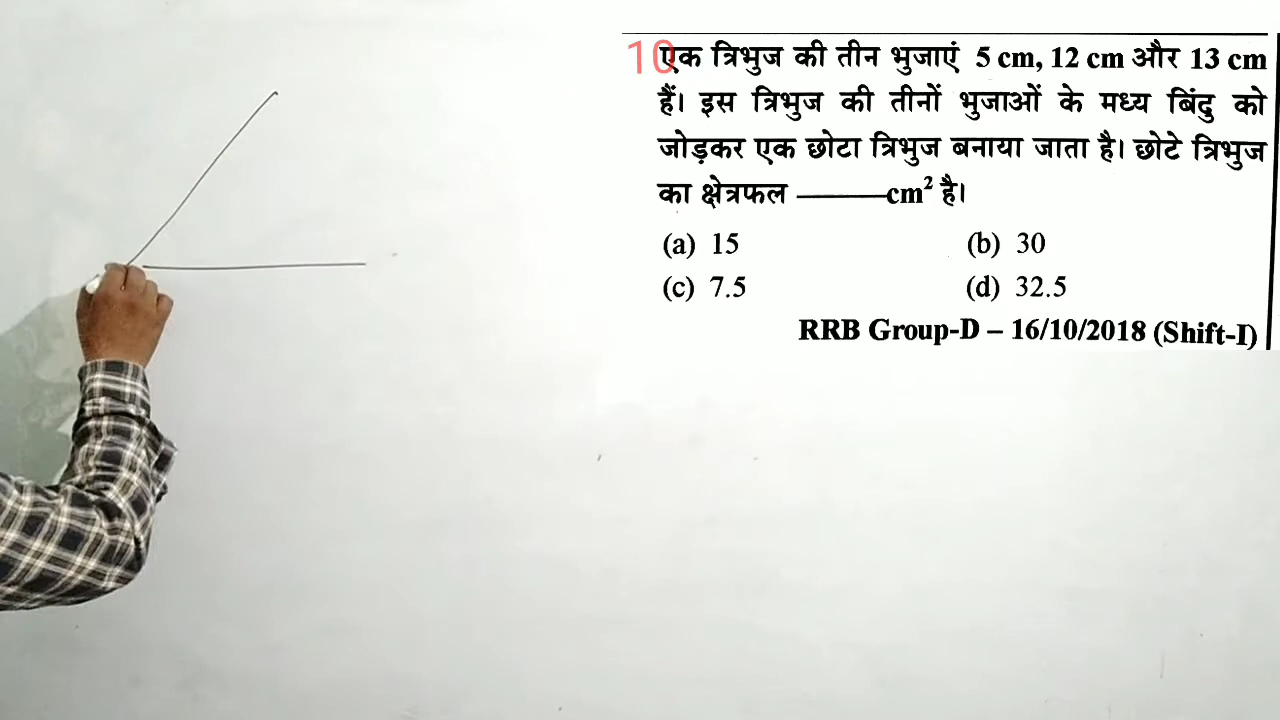 10 एक त्रिभुज की तीन भुजाएं 5 cm, 12 cm और 13 cm
हैं। इस त्रिभुज की तीनों भुजाओं के मध्य बिंदु को
जोड़कर एक छोटा त्रिभुज बनाया जाता है। छोटे त्रिभुज
का क्षेत्रफल ———cm² है।
(a) 15 (b) 30
(c) 7.5 (d) 32.5
RRB Group-D – 16/10/2018 (Shift-I)